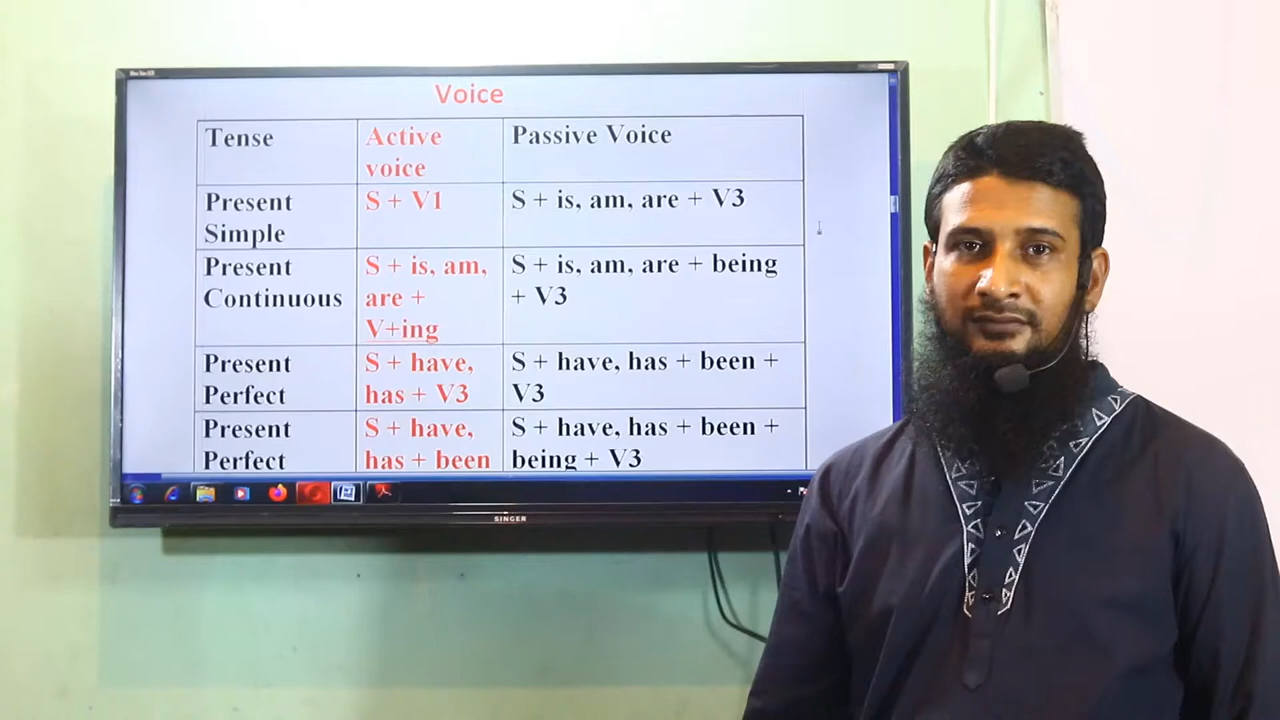 Voice
Tense
Active
voice
Passive Voice
Present
Simple
S + V1
S + is, am, are + V3
Present
Continuous
S + is, am,
are +
V+ing
S + is, am, are + being
+ V3
Present
Perfect
S + have,
has + V3
S + have, has + been +
V3
Present
Perfect
S + have,
has + been
S + have, has + been +
being + V3
SINGER